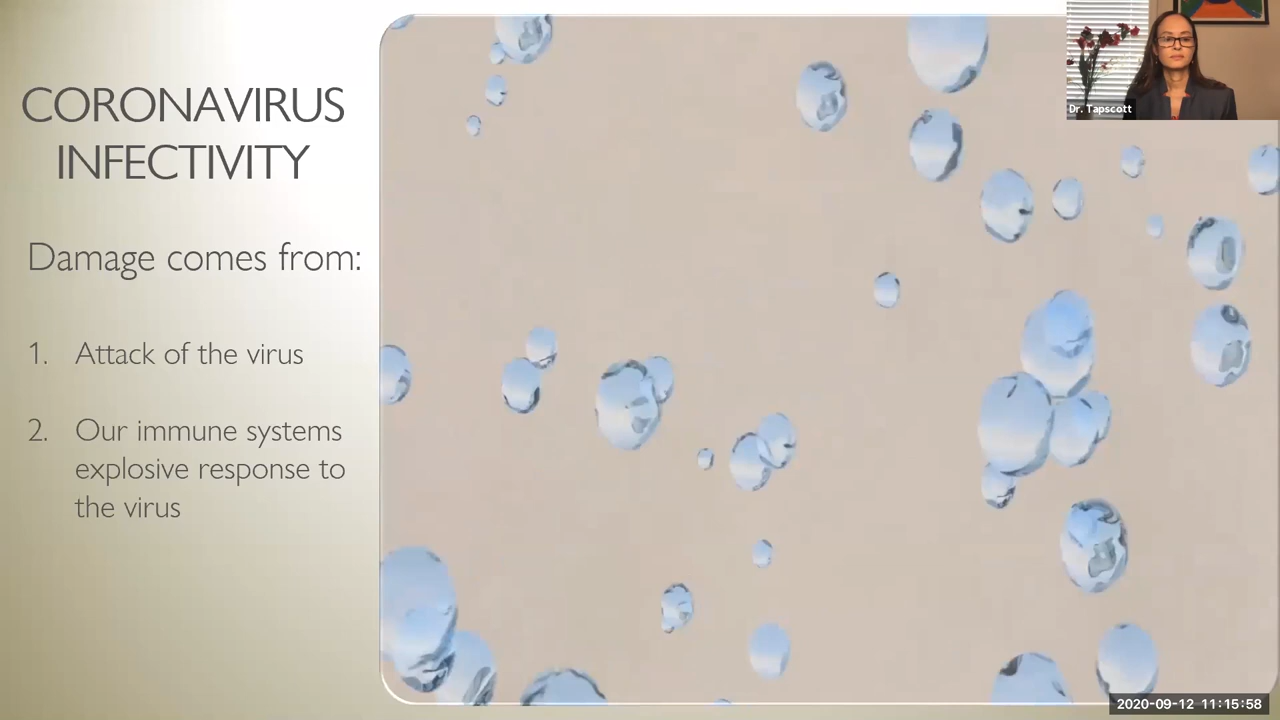 CORONAVIRUS
INFECTIVITY
Damage comes from:
1. Attack of the virus
2. Our immune systems
explosive response to
the virus
Dr. Tapscott
2020-09-12 11:15:58